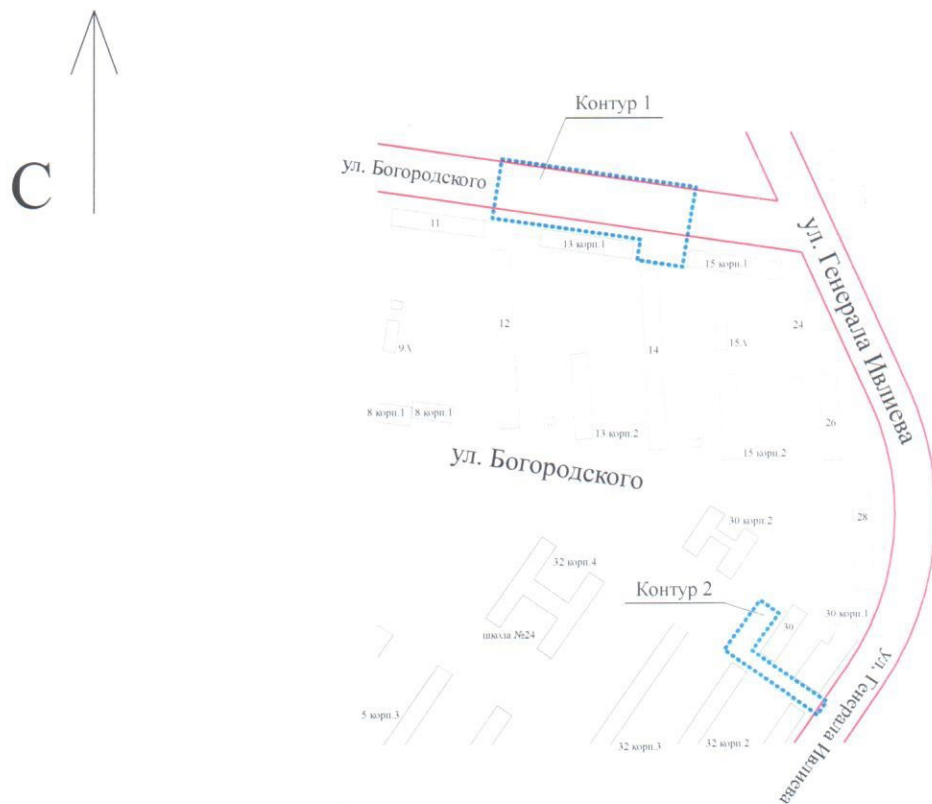 С
Контур 1
ул. Богородского
ул. Генерала Ивлиева
11
13 корп.1
15 корп.1
12
24
9А
14
15А
8 корп.1
8 корп.1
13 корп.2
26
15 корп.2
ул. Богородского
30 корп.2
28
32 корп.4
Контур 2
30
30 корп.1
школа №24
ул. Генерала Ивлиева
5 корп.3
32 корп.3
32 корп.2